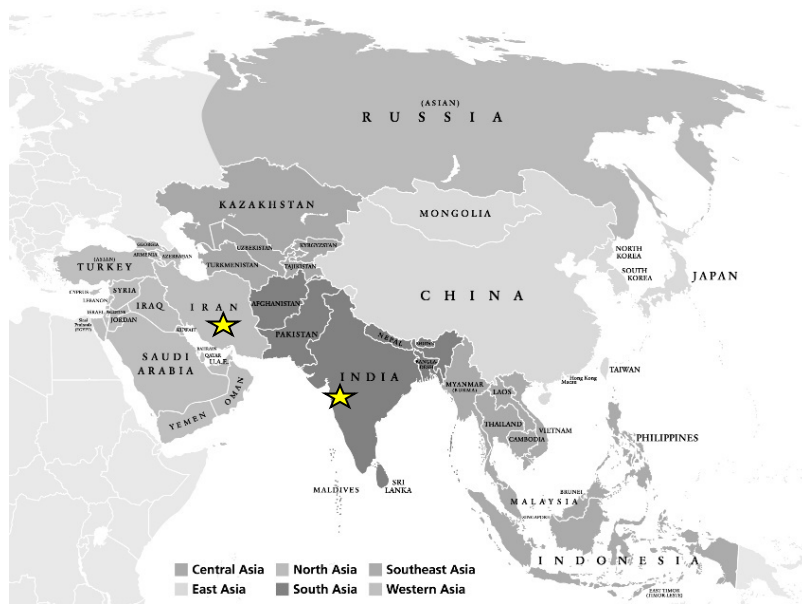 (ASIAN)
RUSSIA
KAZAKHSTAN
MONGOLIA
UZBEKISTAN
KYRGYZSTAN
GEORGIA
ARMENIA
AZERBAIJAN
(ASIAN)
TURKEY
TURKMENISTAN
TAJIKISTAN
NORTH
KOREA
SOUTH
KOREA
JAPAN
CYPRUS
SYRIA
LEBANON
IRAQ
IRAN
AFGHANISTAN
CHINA
ISRAEL
JORDAN
KUWAIT
PAKISTAN
NEPAL
BAHRAIN
QATAR
U.A.E.
SAUDI
ARABIA
OMAN
YEMEN
INDIA
MYANMAR
(BURMA)
LAOS
Hong Kong
Macao
TAIWAN
THAILAND
VIETNAM
CAMBODIA
PHILIPPINES
MALDIVES
SRI
LANKA
BRUNEI
MALAYSIA
SINGAPORE
INDONESIA
EAST TIMOR
(TIMOR-LESTE)
Central Asia
North Asia
Southeast Asia
East Asia
South Asia
Western Asia